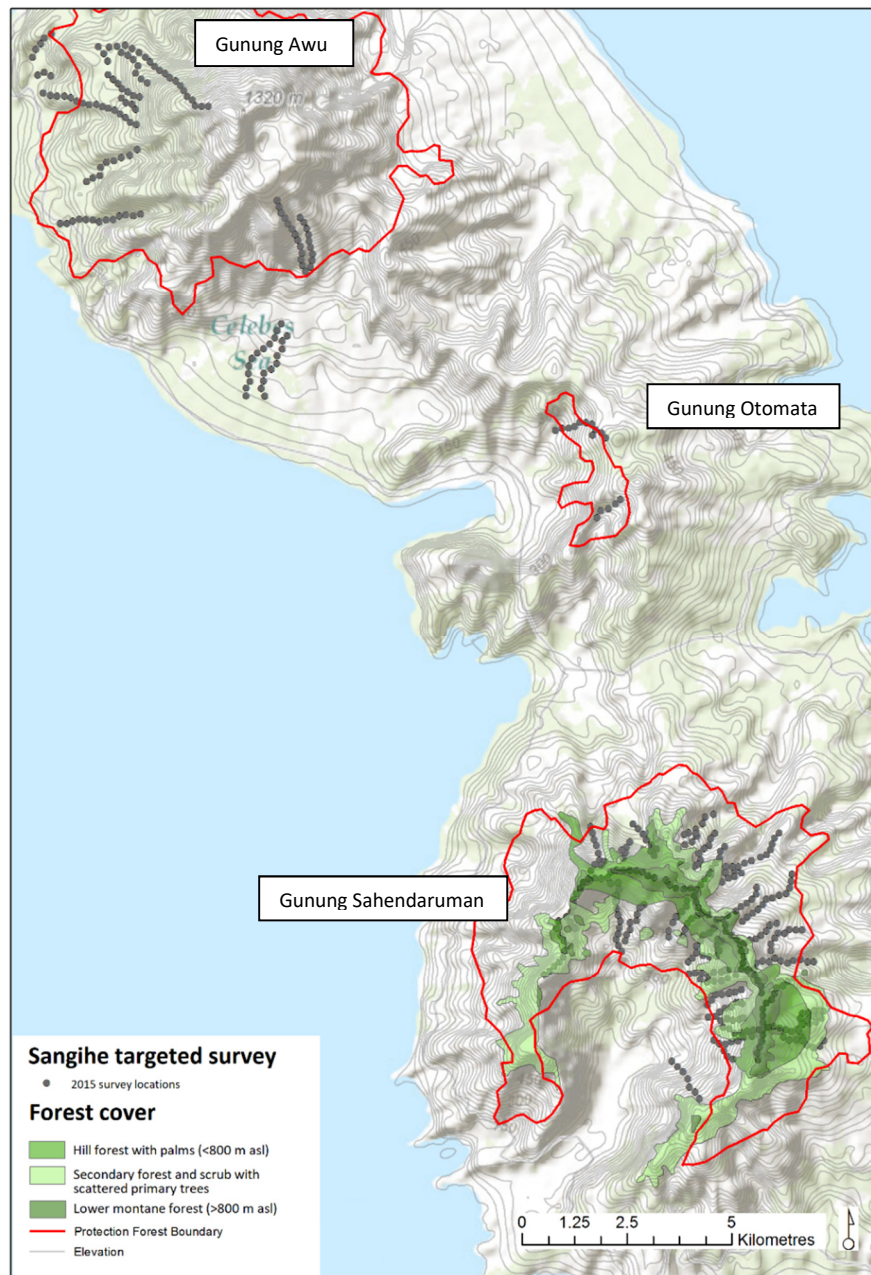 Gunung Awu
1320 m
Celebes
Sea
Gunung Otomata
300
Gunung Sahendaruman
Sangihe targeted survey
2015 survey locations
Forest cover
Hill forest with palms (<800 m asl)
Secondary forest and scrub with
scattered primary trees
Lower montane forest (>800 m asl)
Protection Forest Boundary
Elevation
0 1.25 2.5 5
Kilometres